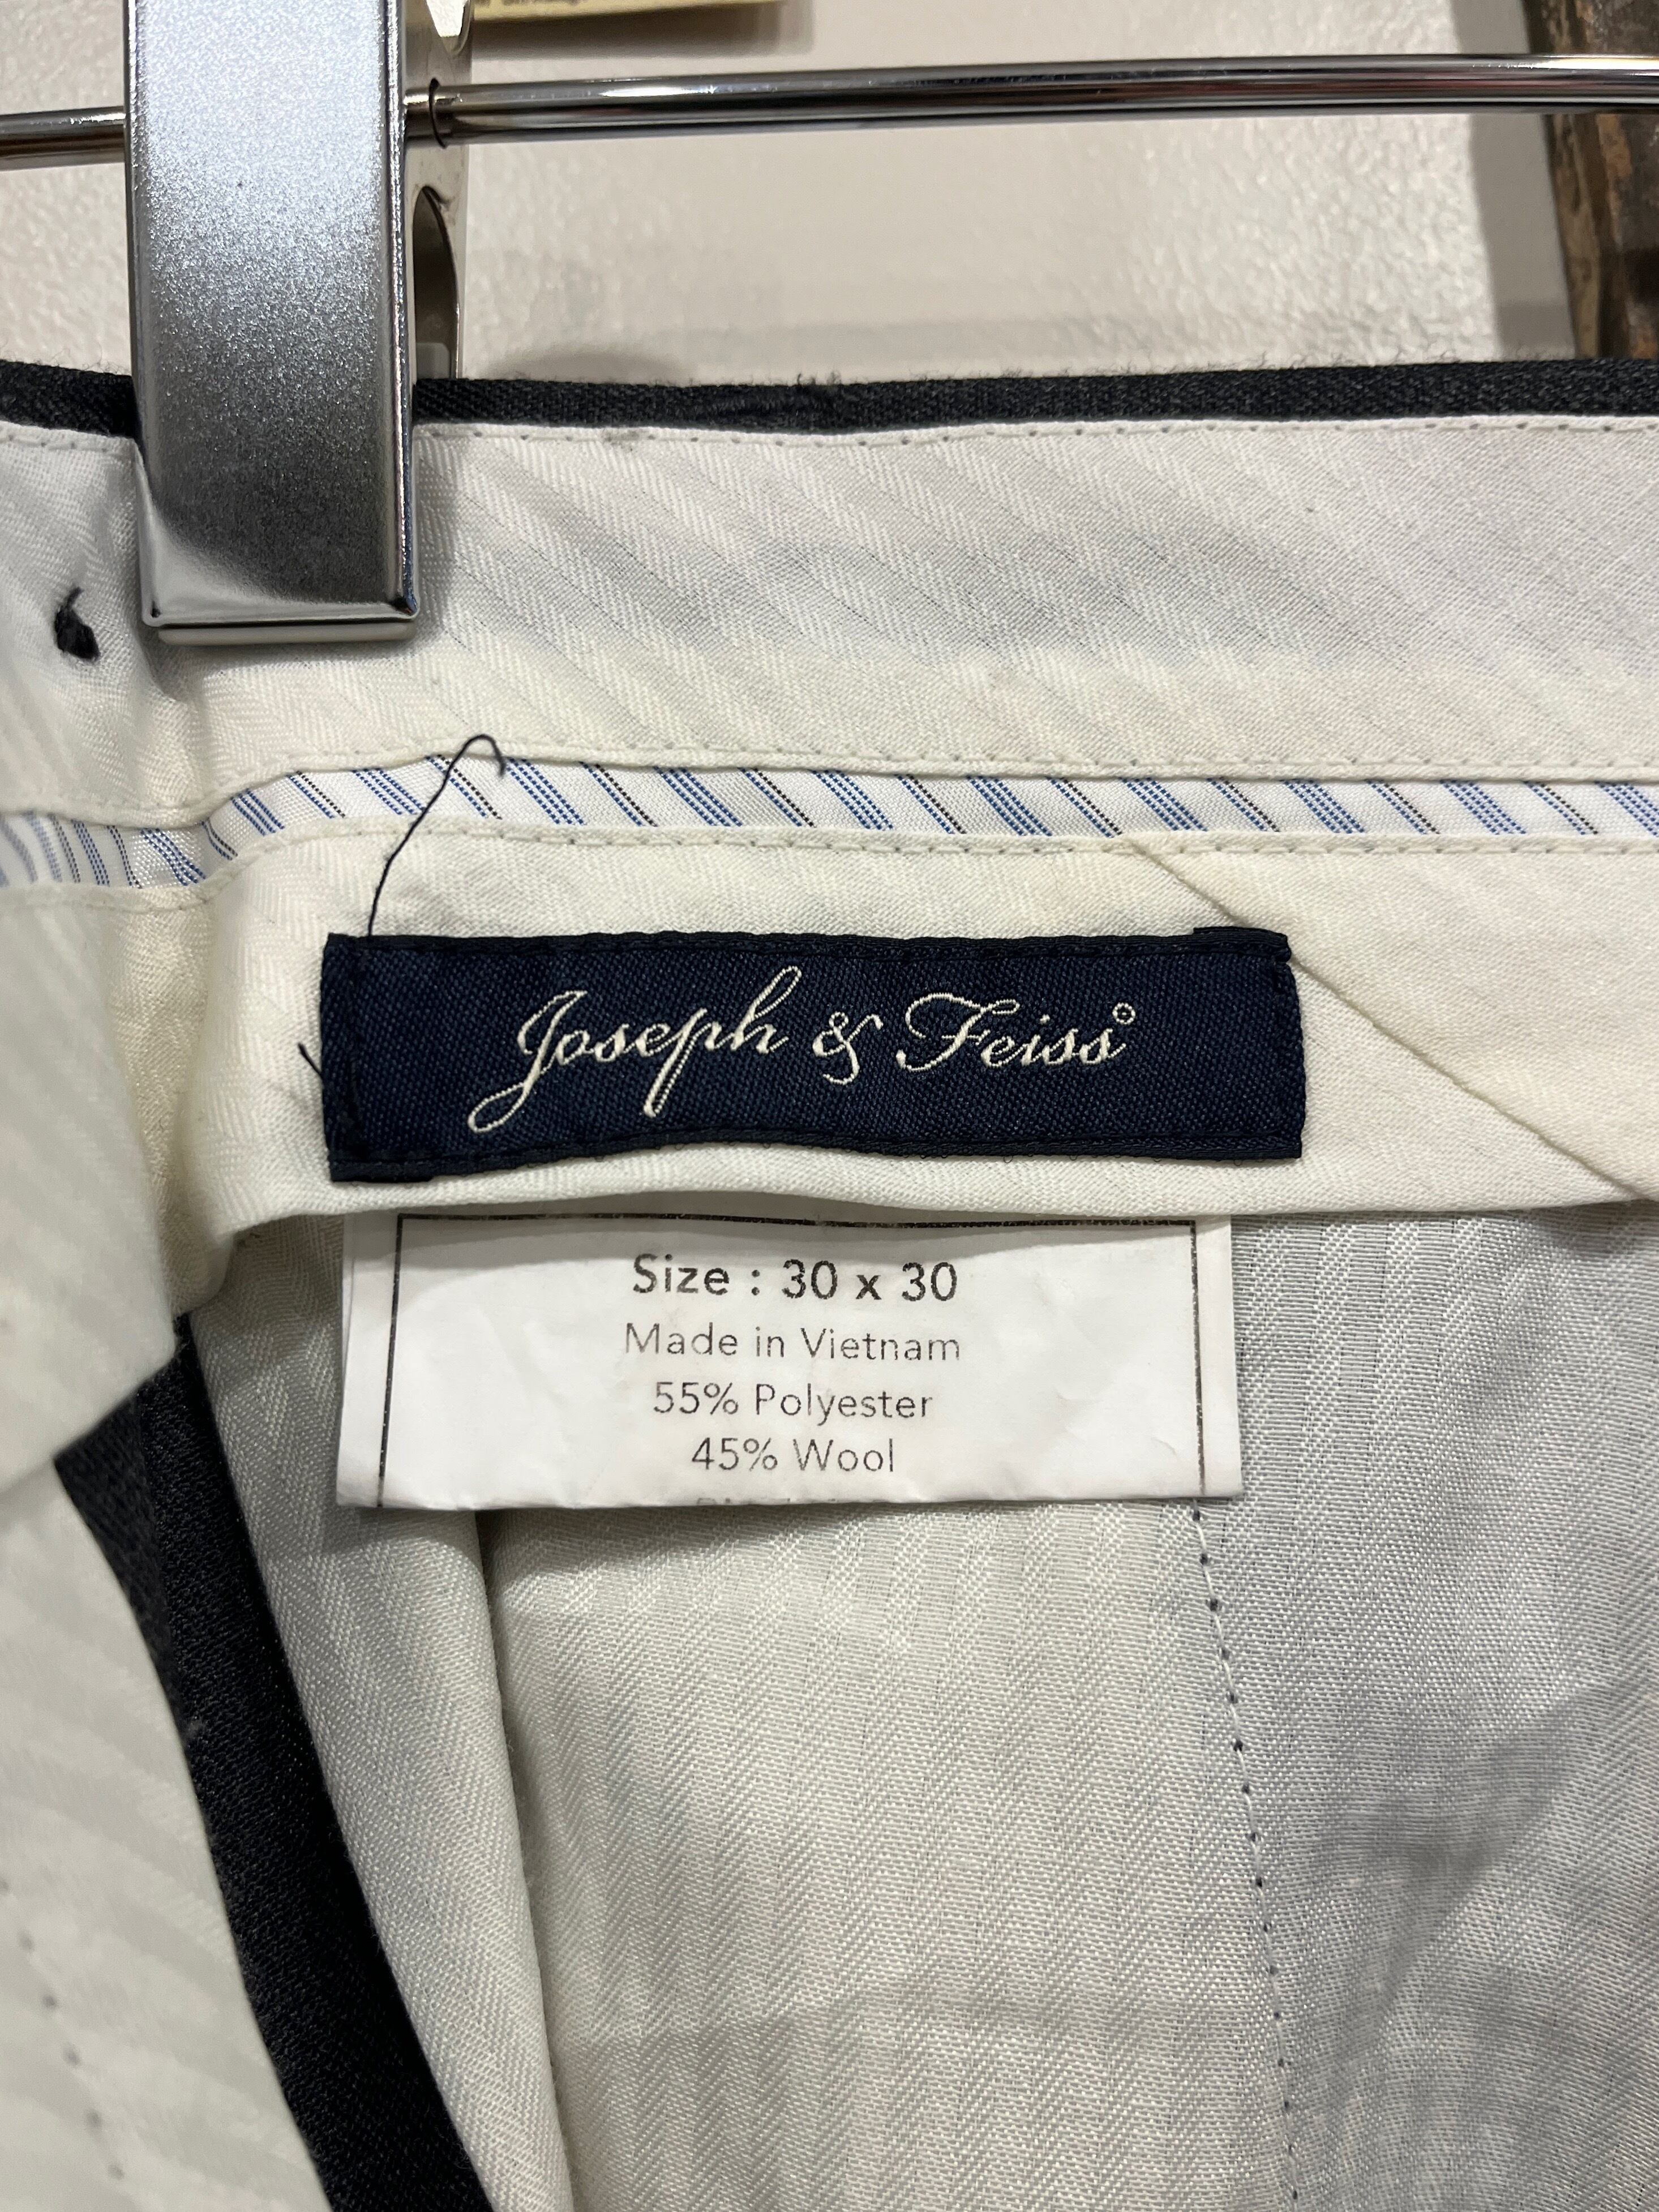 Joseph & Feiss
Size : 30 x 30
Made in Vietnam
55% Polyester
45% Wool